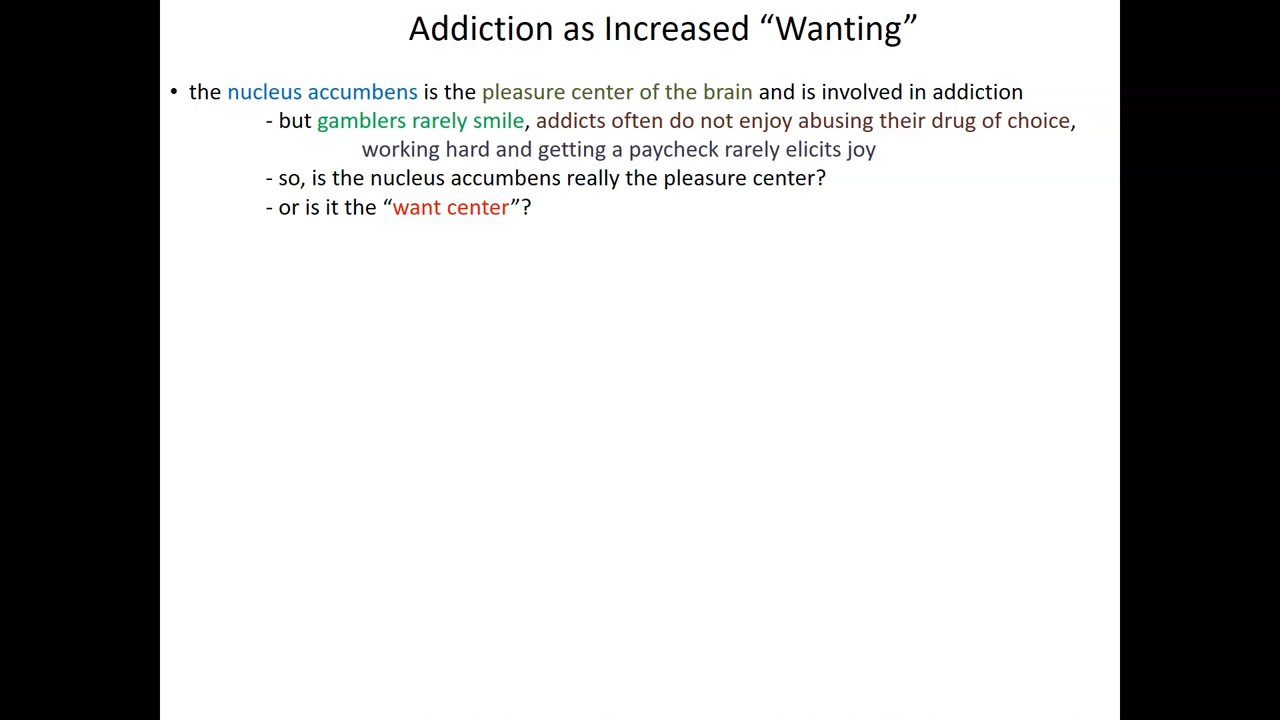 Addiction as Increased “Wanting”
• the nucleus accumbens is the pleasure center of the brain and is involved in addiction
- but gamblers rarely smile, addicts often do not enjoy abusing their drug of choice,
working hard and getting a paycheck rarely elicits joy
- so, is the nucleus accumbens really the pleasure center?
- or is it the “want center”?